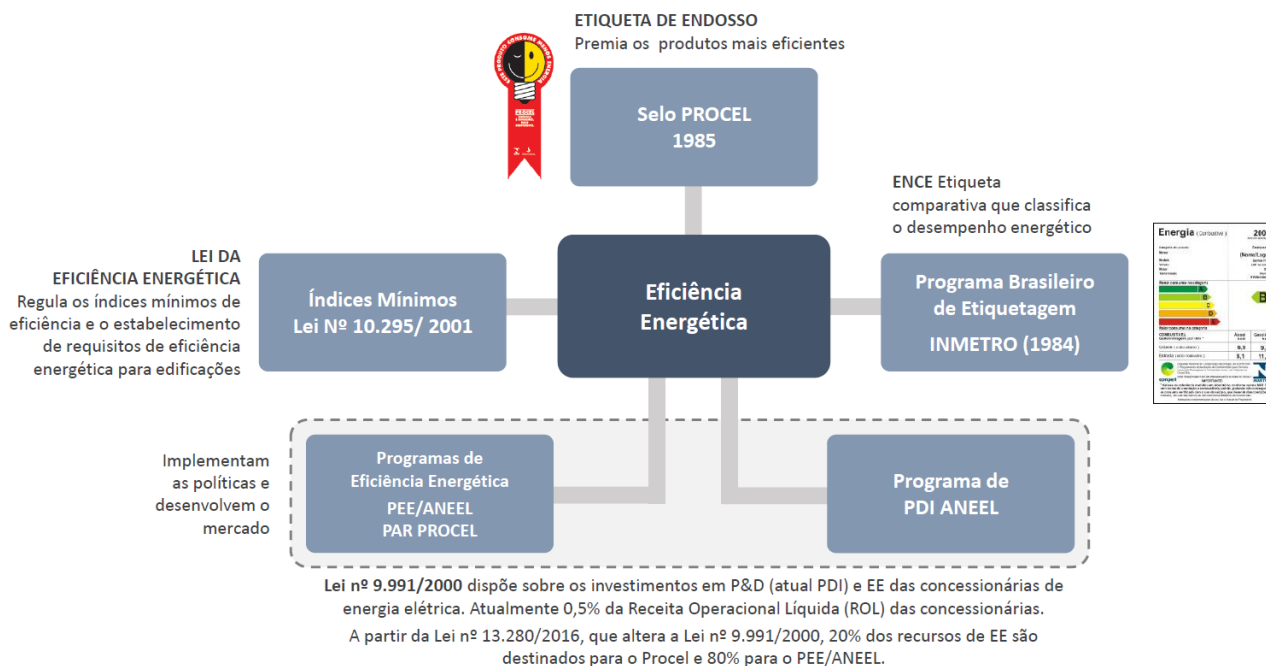 ETIQUETA DE ENDOSSO
Premia os produtos mais eficientes
ESTE PRODUTO CONSOME MENOS ENERGIA
Selo PROCEL
1985
ENCE Etiqueta
comparativa que classifica
o desempenho energético
LEI DA
EFICIÊNCIA ENERGÉTICA
Regula os índices mínimos de
eficiência e o estabelecimento
de requisitos de eficiência
energética para edificações
Índices Mínimos
Lei Nº 10.295/ 2001
Eficiência
Energética
Programa Brasileiro
de Etiquetagem
INMETRO (1984)
Energia
200
A
B
C
D
B
Implementam
as políticas e
desenvolvem o
mercado
Programas de
Eficiência Energética
PEE/ANEEL
PAR PROCEL
Programa de
PDI ANEEL
Lei nº 9.991/2000 dispõe sobre os investimentos em P&D (atual PDI) e EE das concessionárias de
energia elétrica. Atualmente 0,5% da Receita Operacional Líquida (ROL) das concessionárias.
A partir da Lei nº 13.280/2016, que altera a Lei nº 9.991/2000, 20% dos recursos de EE são
destinados para o Procel e 80% para o PEE/ANEEL.